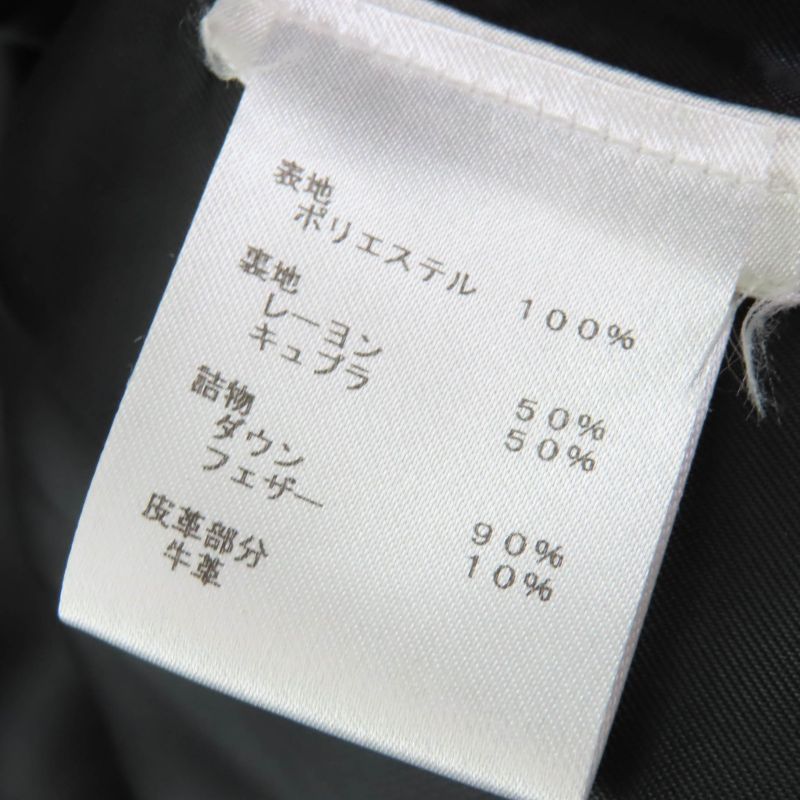 表地
ポリエステル 100%
裏地
レーヨン 50%
キュプラ 50%
詰物
ダウン 90%
フェザー 10%
皮革部分
牛革